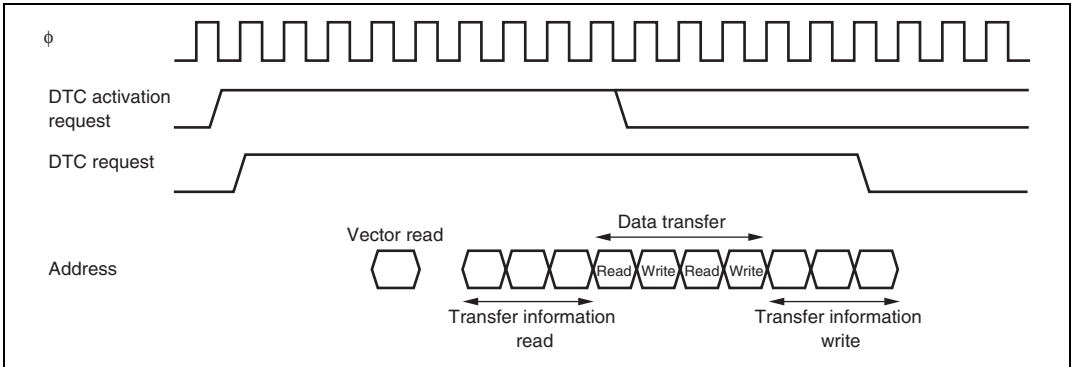 ϕ
DTC activation
request
DTC request
Data transfer
Vector read
Address
Read Write Read Write
Transfer information
read
Transfer information
write